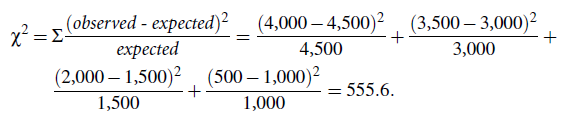 χ² = Σ (observed - expected)² / expected = (4,000 – 4,500)² / 4,500 + (3,500 – 3,000)² / 3,000 +
(2,000 – 1,500)² / 1,500 + (500 – 1,000)² / 1,000 = 555.6.